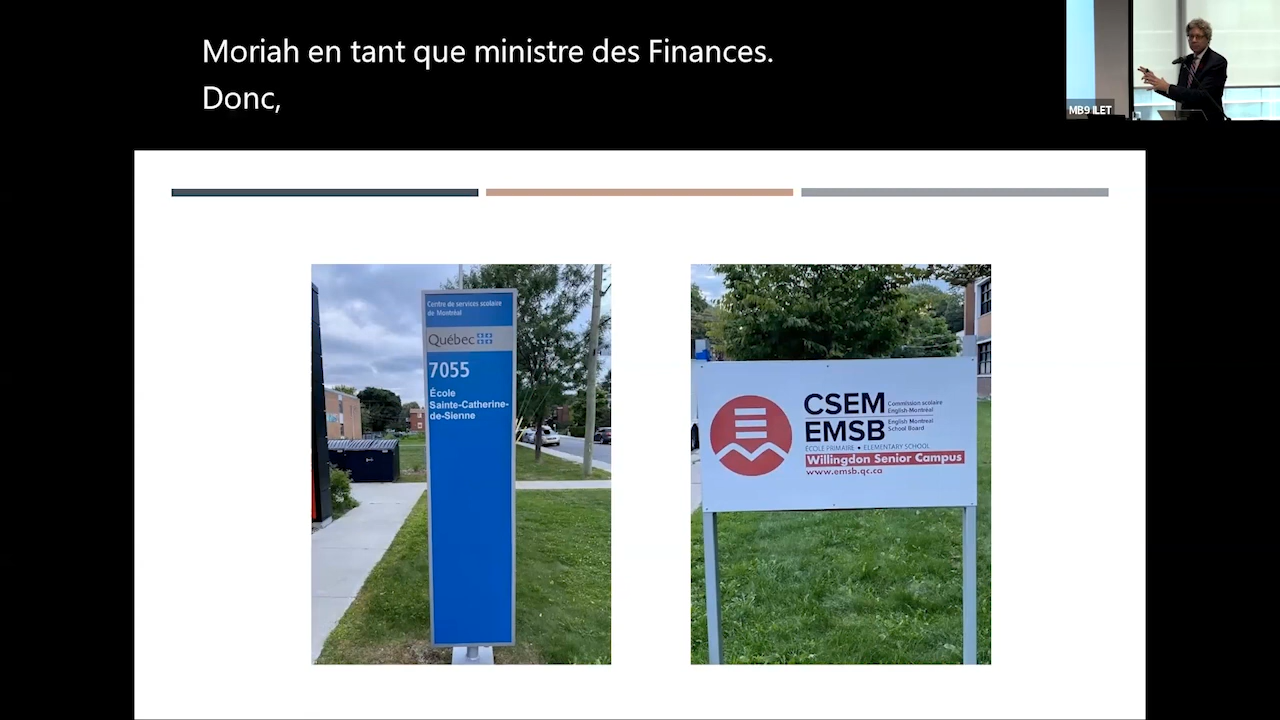 Moriah en tant que ministre des Finances.
Donc,
MB9
LET
Centre de services scolaire
de Montréal
Québec
7055
École
Sainte-Catherine-
de-Sienne
CSEM
Commission scolaire
English-Montréal
EMSB
English Montreal
School Board
ÉCOLE PRIMAIRE • ELEMENTARY SCHOOL
Willingdon Senior Campus
www.emsb.qc.ca